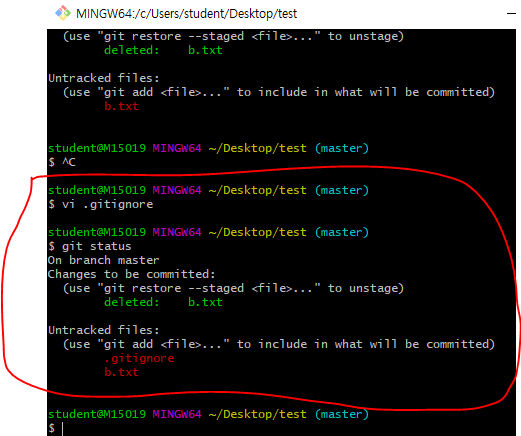 MINGW64:/c/Users/student/Desktop/test
(use "git restore --staged <file>..." to unstage)
deleted:    b.txt
Untracked files:
(use "git add <file>..." to include in what will be committed)
b.txt
student@M15019 MINGW64 ~/Desktop/test (master)
$ ^C
student@M15019 MINGW64 ~/Desktop/test (master)
$ vi .gitignore
student@M15019 MINGW64 ~/Desktop/test (master)
$ git status
On branch master
Changes to be committed:
(use "git restore --staged <file>..." to unstage)
deleted:    b.txt
Untracked files:
(use "git add <file>..." to include in what will be committed)
.gitignore
b.txt
student@M15019 MINGW64 ~/Desktop/test (master)
$